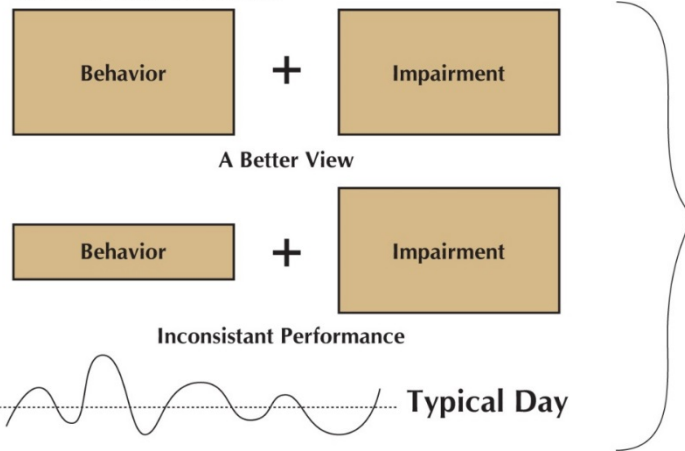 Behavior + Impairment
A Better View
Behavior + Impairment
Inconsistant Performance
Typical Day